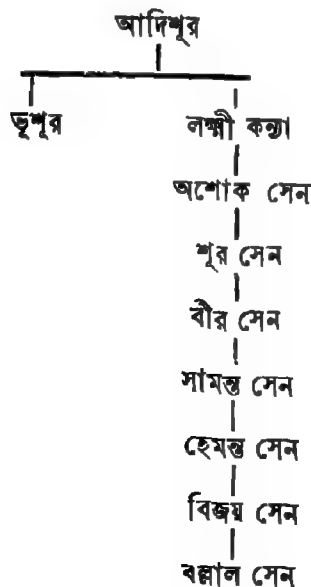 আদিশূর
ভূশূর লক্ষ্মী কন্যা
অশোক সেন
শূর সেন
বীর সেন
সামন্ত সেন
হেমন্ত সেন
বিজয় সেন
বল্লাল সেন